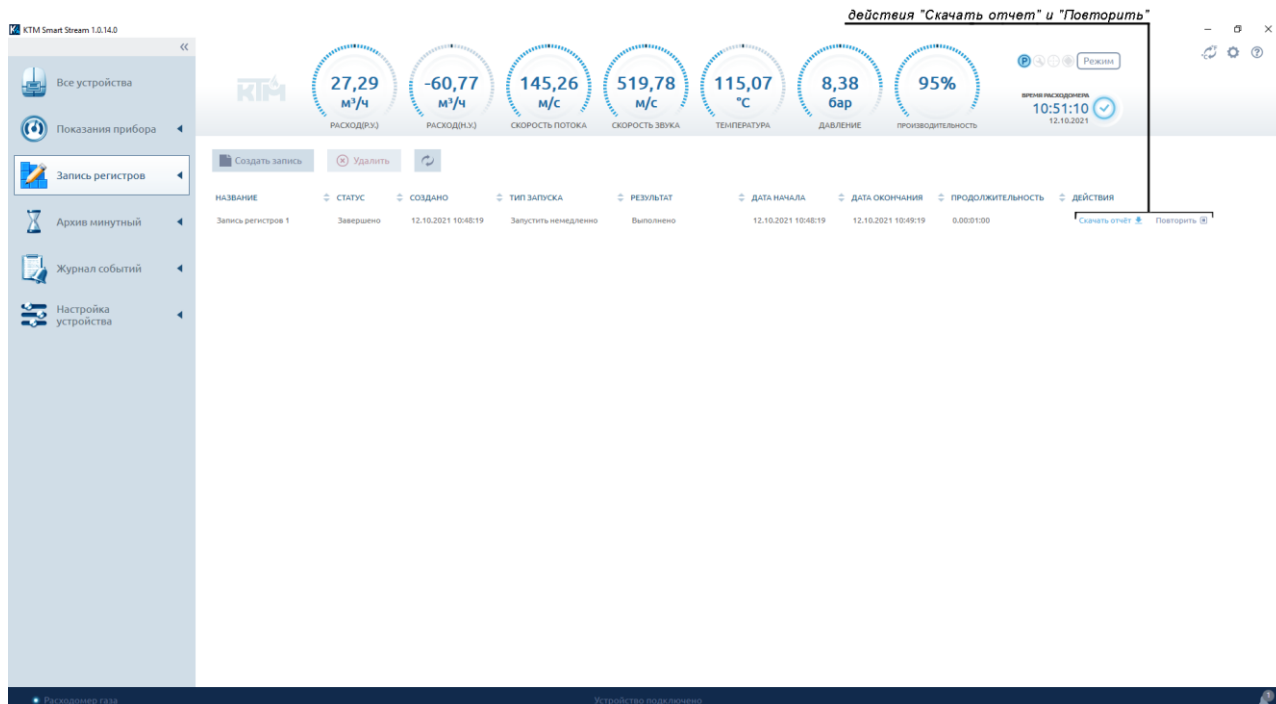 действия "Скачать отчет" и "Повторить"
KTM Smart Stream 1.0.14.0
Все устройства
Показания прибора
Запись регистров
Архив минутный
Журнал событий
Настройка
устройства
КТМ
27,29
м³/ч
РАСХОД(Р.У.)
-60,77
м³/ч
РАСХОД(Н.У.)
145,26
м/с
СКОРОСТЬ ПОТОКА
519,78
м/с
СКОРОСТЬ ЗВУКА
115,07
°C
ТЕМПЕРАТУРА
8,38
бар
ДАВЛЕНИЕ
95%
ПРОИЗВОДИТЕЛЬНОСТЬ
P Режим
ВРЕМЯ РАСХОДОМЕРА
10:51:10
12.10.2021
Создать запись Удалить
НАЗВАНИЕ СТАТУС СОЗДАНО ТИП ЗАПУСКА РЕЗУЛЬТАТ ДАТА НАЧАЛА ДАТА ОКОНЧАНИЯ ПРОДОЛЖИТЕЛЬНОСТЬ ДЕЙСТВИЯ
Запись регистров 1 Завершено 12.10.2021 10:48:19 Запустить немедленно Выполнено 12.10.2021 10:48:19 12.10.2021 10:49:19 0.00:01:00 Скачать отчёт Повторить
Расходомер газа Устройство подключено 1